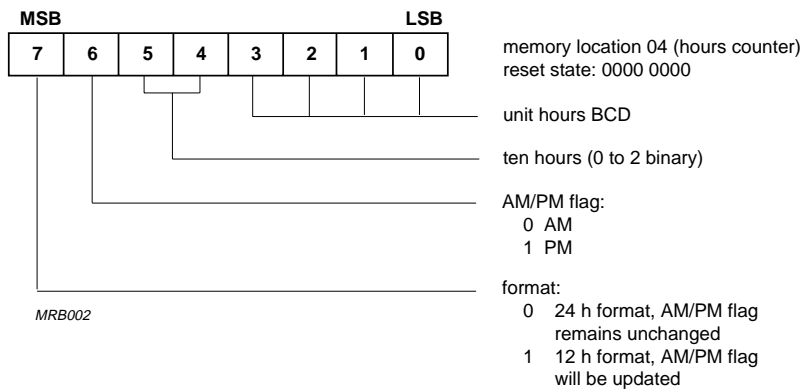 MSB LSB
7 6 5 4 3 2 1 0
memory location 04 (hours counter)
reset state: 0000 0000
unit hours BCD
ten hours (0 to 2 binary)
AM/PM flag:
0 AM
1 PM
format:
0 24 h format, AM/PM flag
remains unchanged
1 12 h format, AM/PM flag
will be updated
MRB002